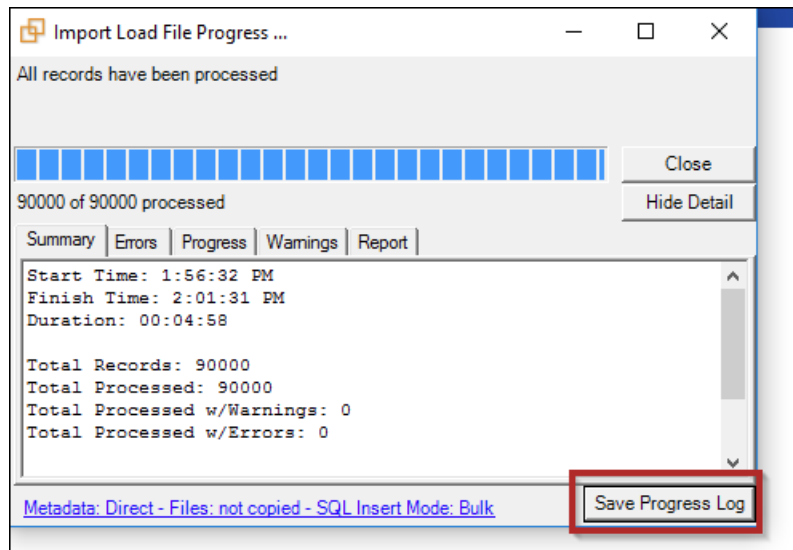 Import Load File Progress ...
All records have been processed
Close
90000 of 90000 processed
Hide Detail
Summary Errors Progress Warnings Report
Start Time: 1:56:32 PM
Finish Time: 2:01:31 PM
Duration: 00:04:58
Total Records: 90000
Total Processed: 90000
Total Processed w/Warnings: 0
Total Processed w/Errors: 0
Metadata: Direct - Files: not copied - SQL Insert Mode: Bulk
Save Progress Log